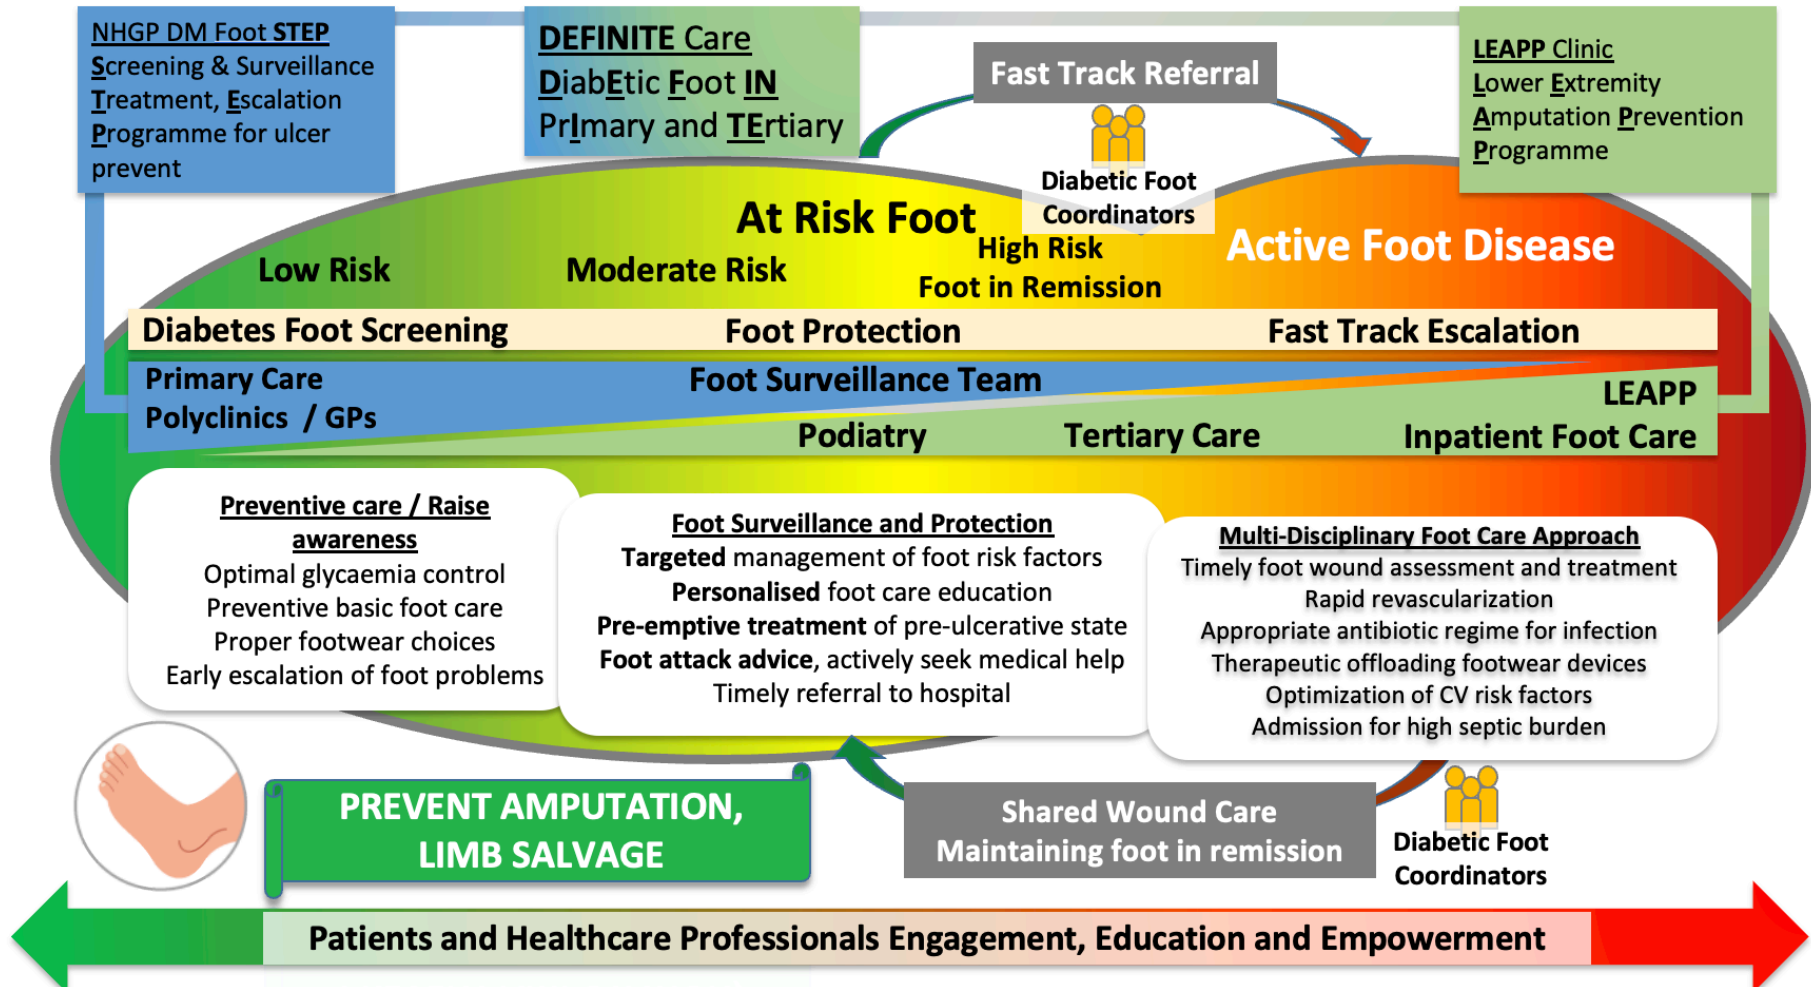 NHGP DM Foot STEP
Screening & Surveillance
Treatment, Escalation
Programme for ulcer
prevent
DEFINITE Care
DiabEtic Foot IN
PrImary and TErtiary
Fast Track Referral
Diabetic Foot
Coordinators
LEAPP Clinic
Lower Extremity
Amputation Prevention
Programme
At Risk Foot
Low Risk
Moderate Risk
High Risk
Foot in Remission
Active Foot Disease
Diabetes Foot Screening
Foot Protection
Fast Track Escalation
Primary Care
Polyclinics / GPs
Foot Surveillance Team
Podiatry
Tertiary Care
LEAPP
Inpatient Foot Care
Preventive care / Raise
awareness
Optimal glycaemia control
Preventive basic foot care
Proper footwear choices
Early escalation of foot problems
Foot Surveillance and Protection
Targeted management of foot risk factors
Personalised foot care education
Pre-emptive treatment of pre-ulcerative state
Foot attack advice, actively seek medical help
Timely referral to hospital
Multi-Disciplinary Foot Care Approach
Timely foot wound assessment and treatment
Rapid revascularization
Appropriate antibiotic regime for infection
Therapeutic offloading footwear devices
Optimization of CV risk factors
Admission for high septic burden
PREVENT AMPUTATION,
LIMB SALVAGE
Shared Wound Care
Maintaining foot in remission
Diabetic Foot
Coordinators
Patients and Healthcare Professionals Engagement, Education and Empowerment